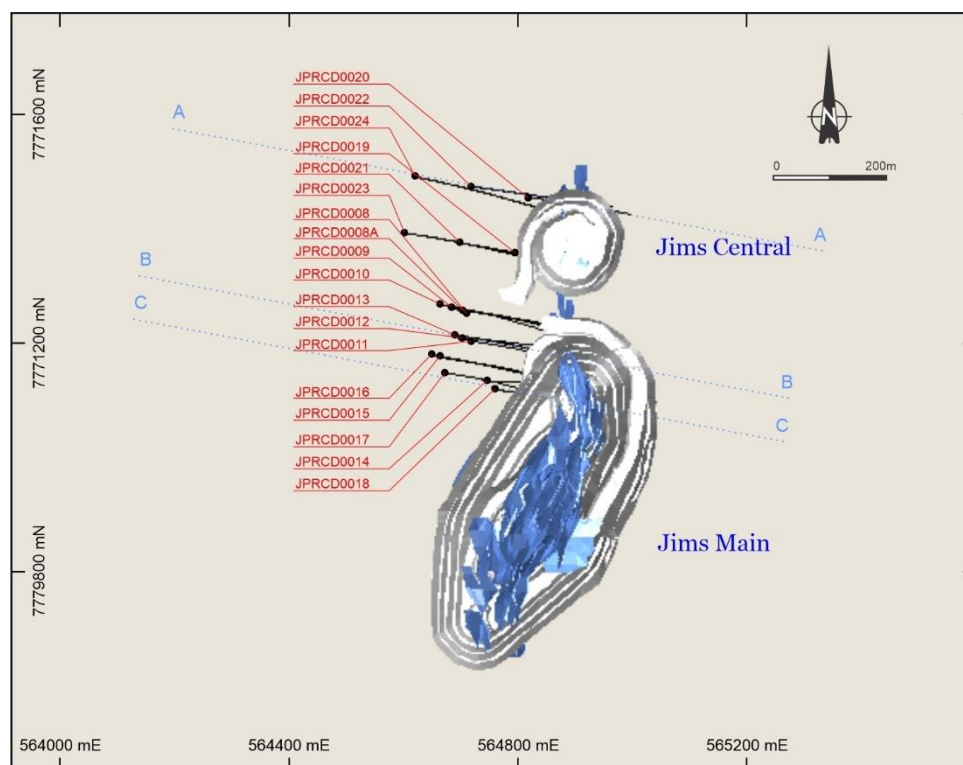 JPRCD0020
JPRCD0022
JPRCD0024
JPRCD0019
JPRCD0021
JPRCD0023
JPRCD0008
JPRCD0008A
JPRCD0009
JPRCD0010
JPRCD0013
JPRCD0012
JPRCD0011
JPRCD0016
JPRCD0015
JPRCD0017
JPRCD0014
JPRCD0018
A
A
B
B
C
C
N
0 200m
Jims Central
Jims Main
7771600 mN
7771200 mN
7779800 mN
564000 mE 564400 mE 564800 mE 565200 mE